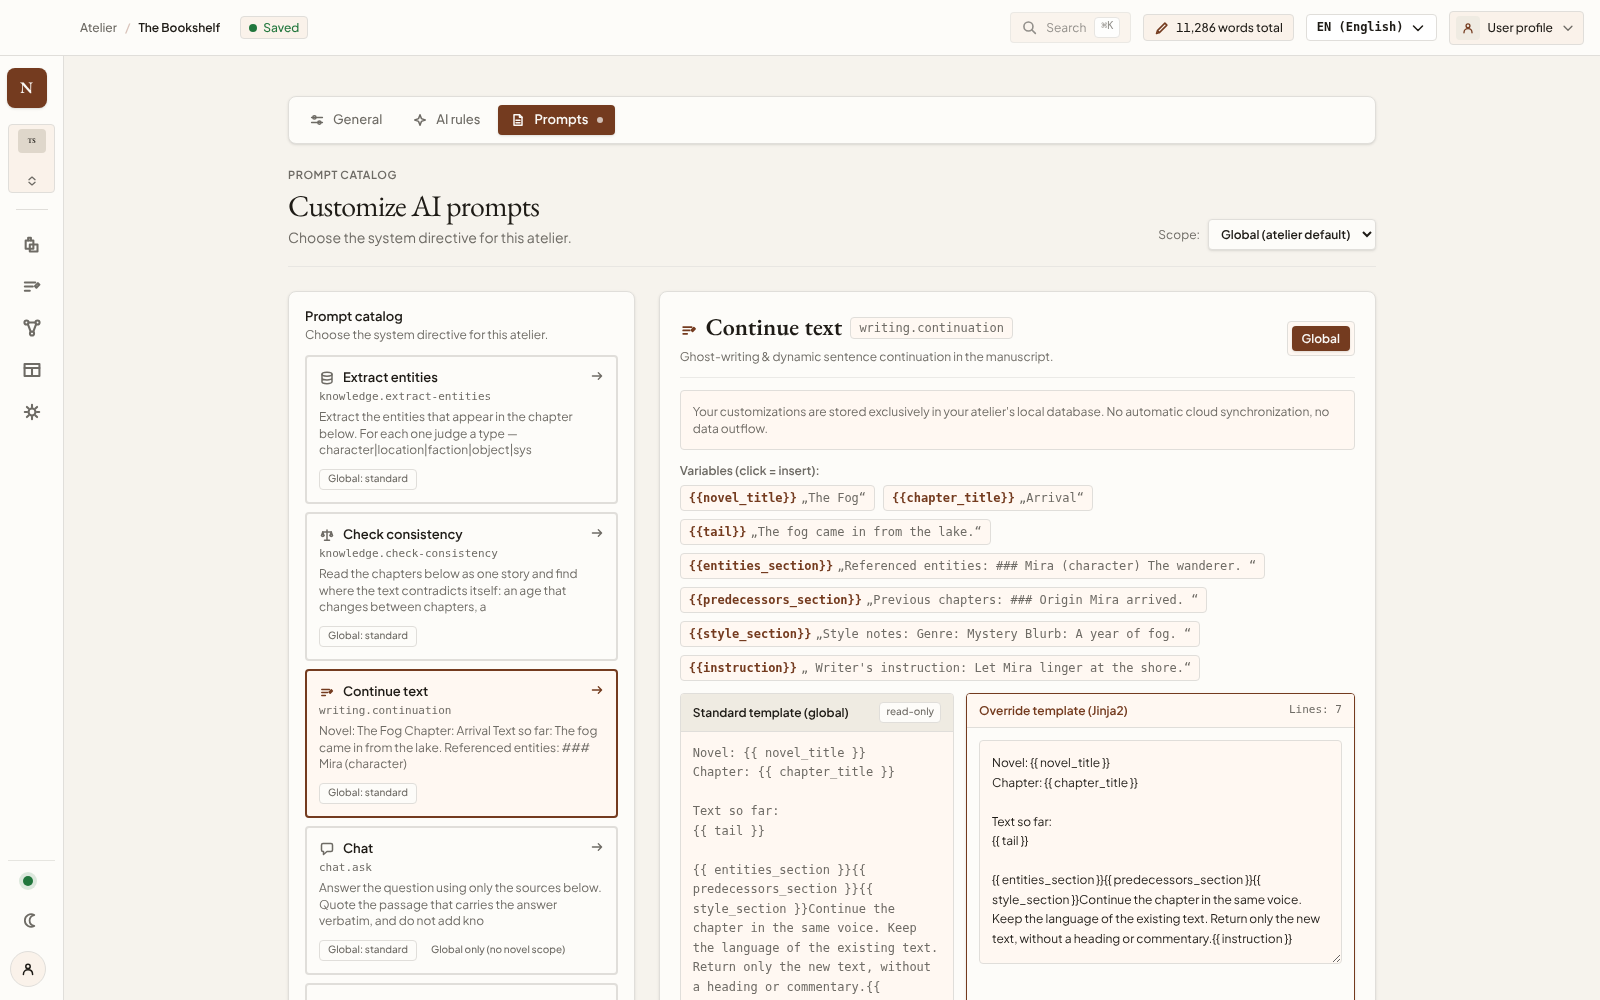 Atelier / The Bookshelf
Saved
Search ⌘K
11,286 words total
EN (English)
User profile
N
TS
General
AI rules
Prompts
PROMPT CATALOG
Customize AI prompts
Choose the system directive for this atelier.
Scope: Global (atelier default)
Prompt catalog
Choose the system directive for this atelier.
Extract entities
knowledge.extract-entities
Extract the entities that appear in the chapter
below. For each one judge a type —
character|location|faction|object|sys
Global: standard
Check consistency
knowledge.check-consistency
Read the chapters below as one story and find
where the text contradicts itself: an age that
changes between chapters, a
Global: standard
Continue text
writing.continuation
Novel: The Fog Chapter: Arrival Text so far: The fog
came in from the lake. Referenced entities: ###
Mira (character)
Global: standard
Chat
chat.ask
Answer the question using only the sources below.
Quote the passage that carries the answer
verbatim, and do not add kno
Global: standard
Global only (no novel scope)
Continue text writing.continuation
Ghost-writing & dynamic sentence continuation in the manuscript.
Global
Your customizations are stored exclusively in your atelier's local database. No automatic cloud synchronization, no
data outflow.
Variables (click = insert):
{{novel_title}} „The Fog“ {{chapter_title}} „Arrival“
{{tail}} „The fog came in from the lake.“
{{entities_section}} „Referenced entities: ### Mira (character) The wanderer. “
{{predecessors_section}} „Previous chapters: ### Origin Mira arrived. “
{{style_section}} „Style notes: Genre: Mystery Blurb: A year of fog. “
{{instruction}} „ Writer's instruction: Let Mira linger at the shore.“
Standard template (global) read-only
Novel: {{ novel_title }}
Chapter: {{ chapter_title }}
Text so far:
{{ tail }}
{{ entities_section }}{{
predecessors_section }}{{
style_section }}Continue the
chapter in the same voice. Keep
the language of the existing text.
Return only the new text, without
a heading or commentary.{{
Override template (Jinja2) Lines: 7
Novel: {{ novel_title }}
Chapter: {{ chapter_title }}
Text so far:
{{ tail }}
{{ entities_section }}{{ predecessors_section }}{{
style_section }}Continue the chapter in the same voice.
Keep the language of the existing text. Return only the new
text, without a heading or commentary.{{ instruction }}